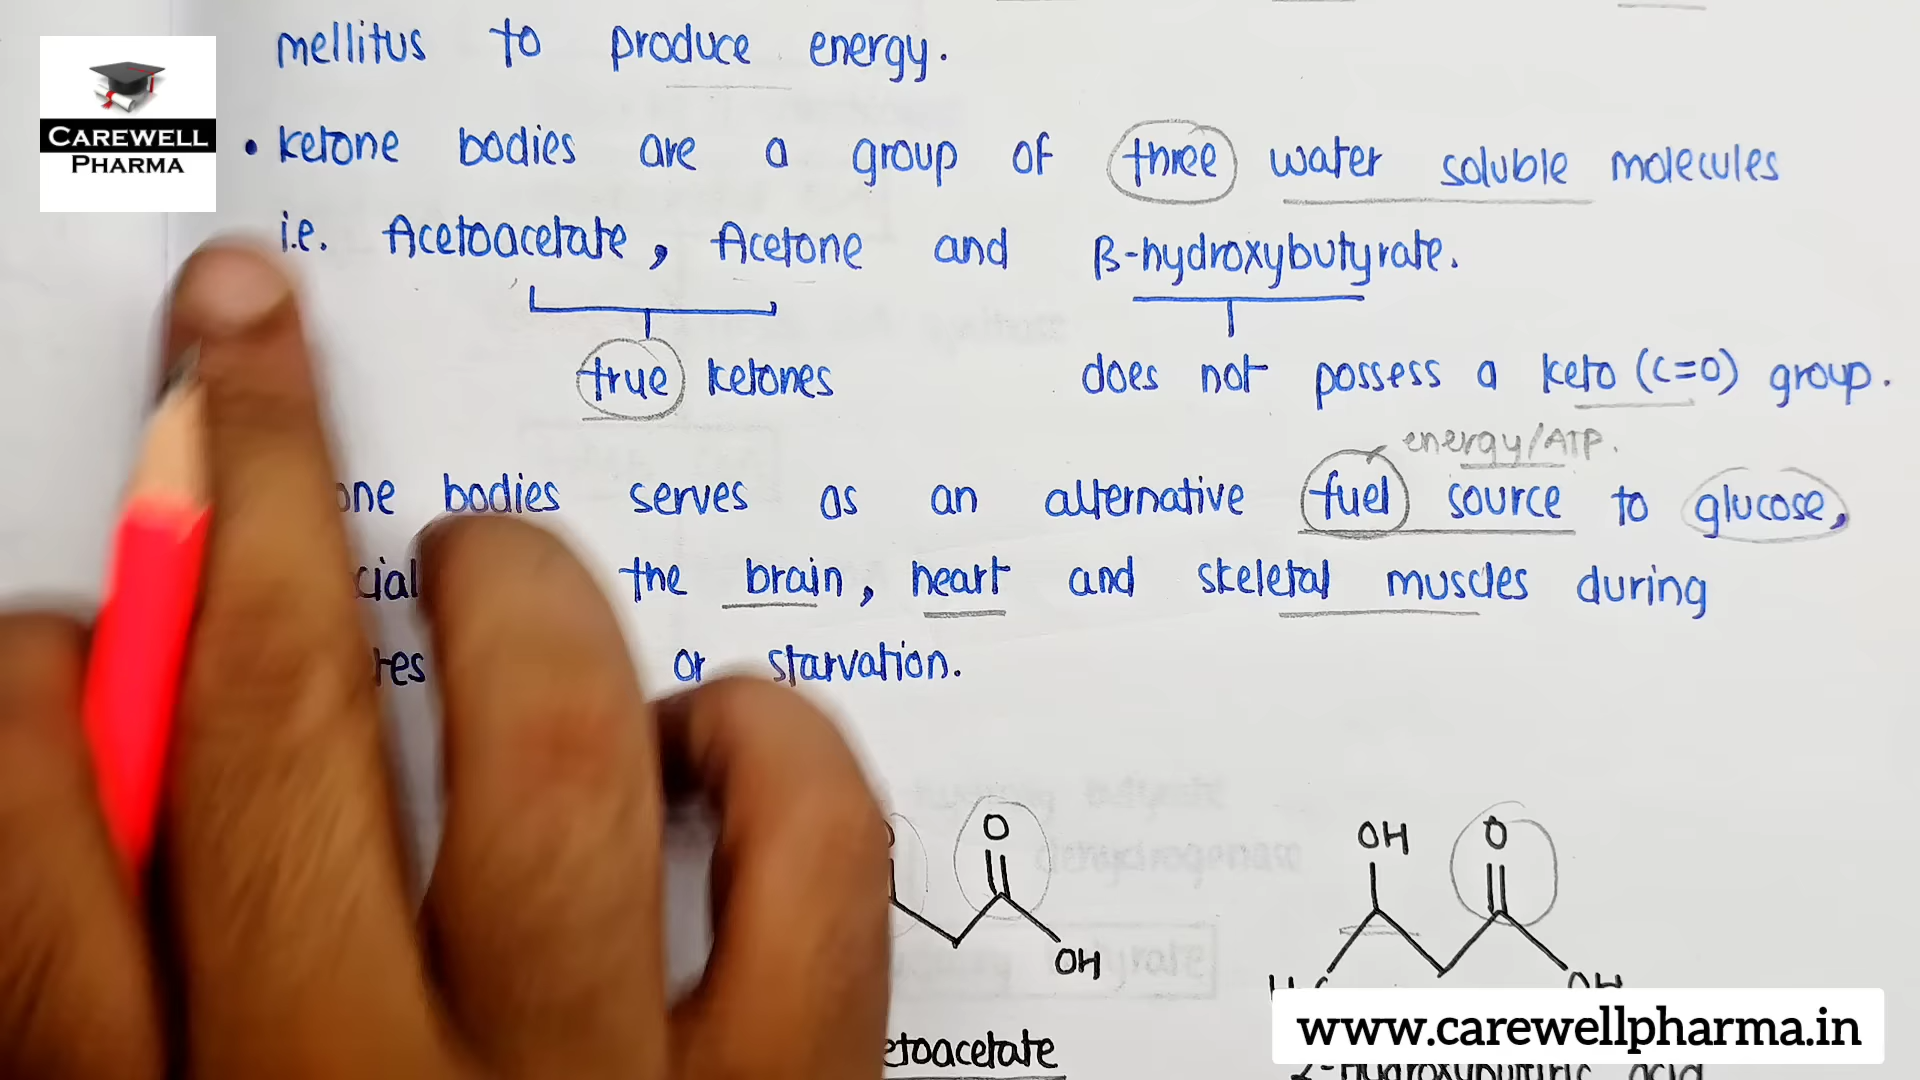 mellitus to produce energy.
CAREWELL
PHARMA
• ketone bodies are a group of three water soluble molecules
i.e. Acetoacetate, Acetone and β-hydroxybutyrate.
true ketones does not possess a keto (C=O) group.
energy/ATP.
bodies serves as an alternative fuel source to glucose,
the brain, heart and skeletal muscles during
or starvation.
O OH O
OH
etoacetate
www.carewellpharma.in